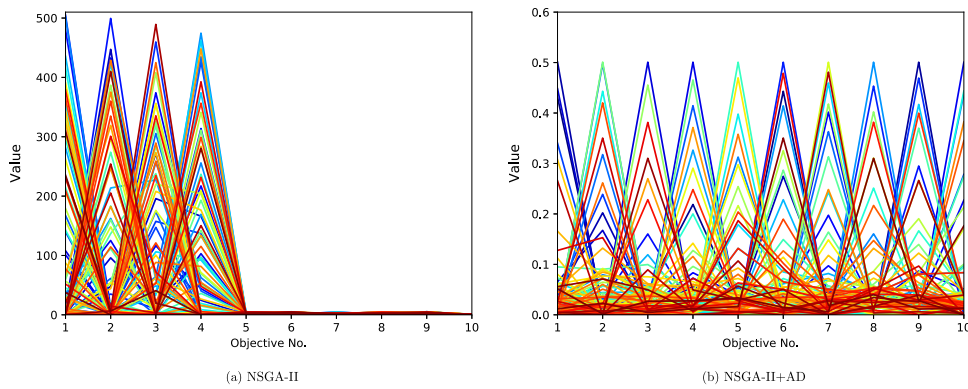 500
400
300
200
100
0
Value
1 2 3 4 5 6 7 8 9 10
Objective No.
(a) NSGA-II
0.6
0.5
0.4
0.3
0.2
0.1
0.0
Value
1 2 3 4 5 6 7 8 9 10
Objective No.
(b) NSGA-II+AD